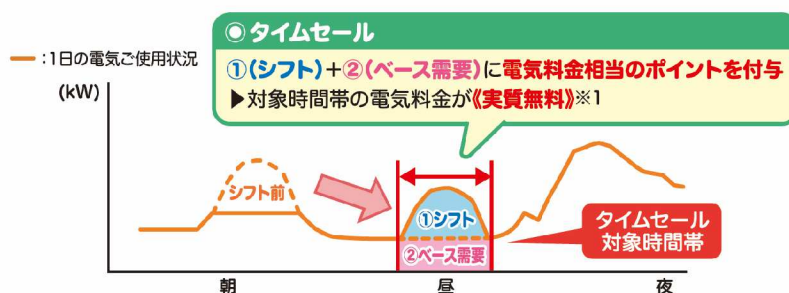 ◉タイムセール
:1日の電気ご使用状況
①(シフト)+②(ベース需要)に電気料金相当のポイントを付与
▶対象時間帯の電気料金が《実質無料》※1
(kW)
シフト前
①シフト
②ベース需要
タイムセール
対象時間帯
朝
昼
夜